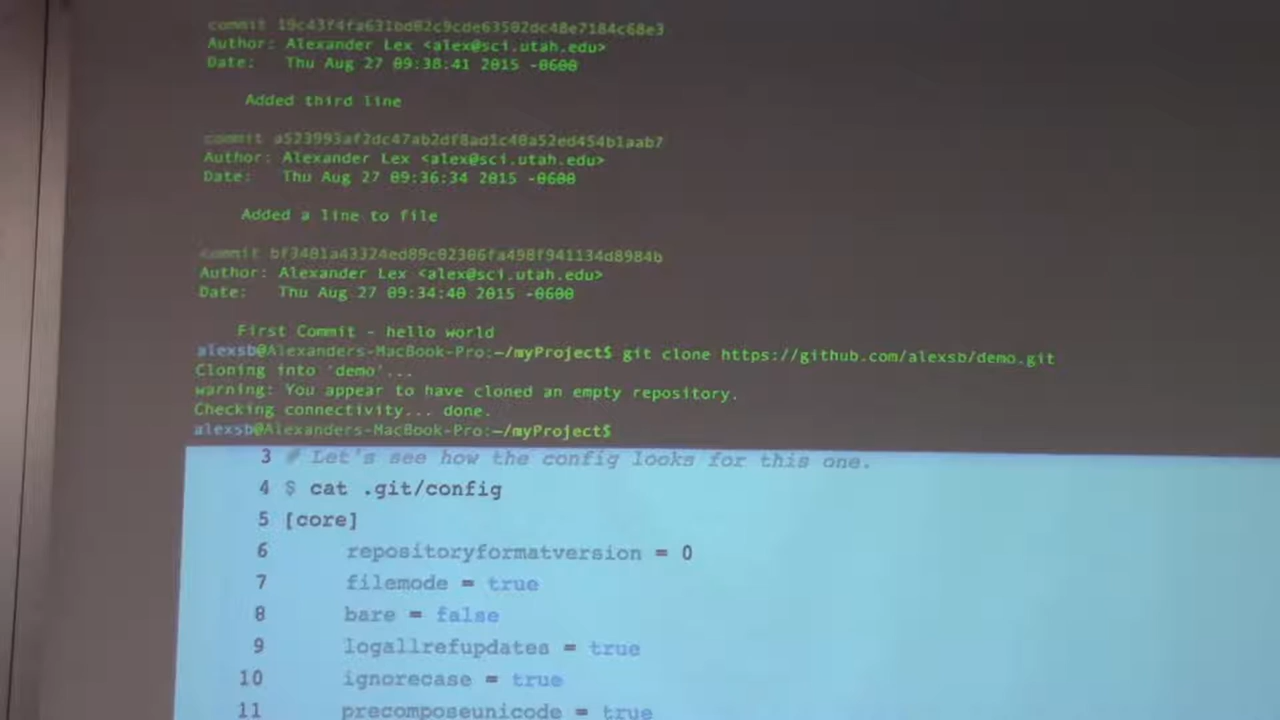 commit 19c43f4fa631bd02c9cde63502dc48e7184c68e3
Author: Alexander Lex <alex@sci.utah.edu>
Date: Thu Aug 27 09:38:41 2015 -0600
Added third line
commit a523993af2dc47ab2df8ad1c40a52ed454b1aab7
Author: Alexander Lex <alex@sci.utah.edu>
Date: Thu Aug 27 09:36:34 2015 -0600
Added a line to file
commit bf3401a43324ed89c02306fa498f941134d8984b
Author: Alexander Lex <alex@sci.utah.edu>
Date: Thu Aug 27 09:34:40 2015 -0600
First Commit - hello world
alexsb@Alexanders-MacBook-Pro:~/myProject$ git clone https://github.com/alexsb/demo.git
Cloning into 'demo'...
warning: You appear to have cloned an empty repository.
Checking connectivity... done.
alexsb@Alexanders-MacBook-Pro:~/myProject$
3 # Let's see how the config looks for this one.
4 $ cat .git/config
5 [core]
6 repositoryformatversion = 0
7 filemode = true
8 bare = false
9 logallrefupdates = true
10 ignorecase = true
11 precomposeunicode = true